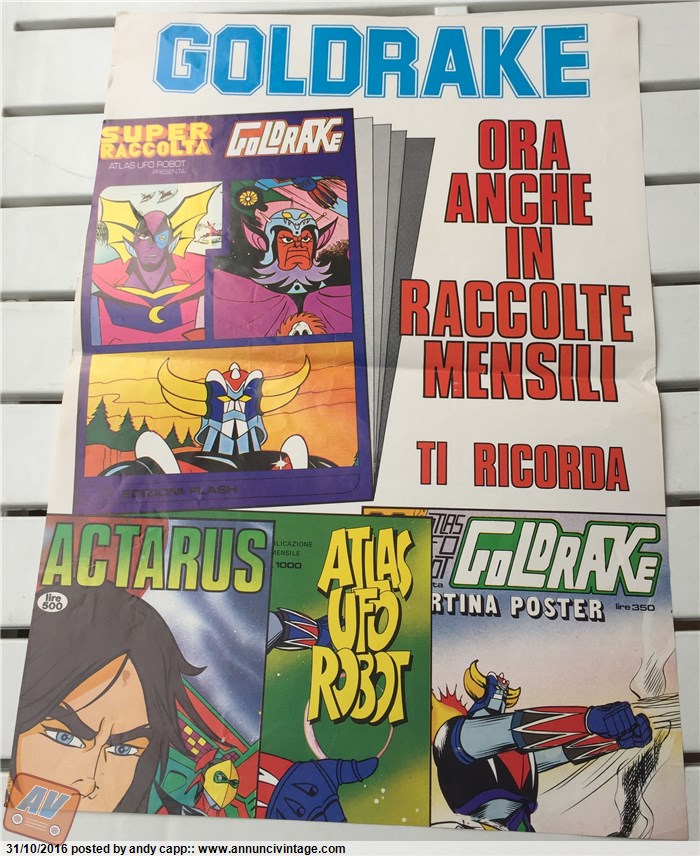 GOLDRAKE
SUPER
RACCOLTA
GOLDRAKE
ATLAS UFO ROBOT
PRESENTA
ORA
ANCHE
IN
RACCOLTE
MENSILI
EDIZIONI FLASH
TI RICORDA
ACTARUS
lire
500
BLICAZIONE
MENSILE
1000
ATLAS
UFO
ROBOT
GOLDRAKE
RTINA POSTER
lire 350
AV
31/10/2016 posted by andy capp:: www.annuncivintage.com